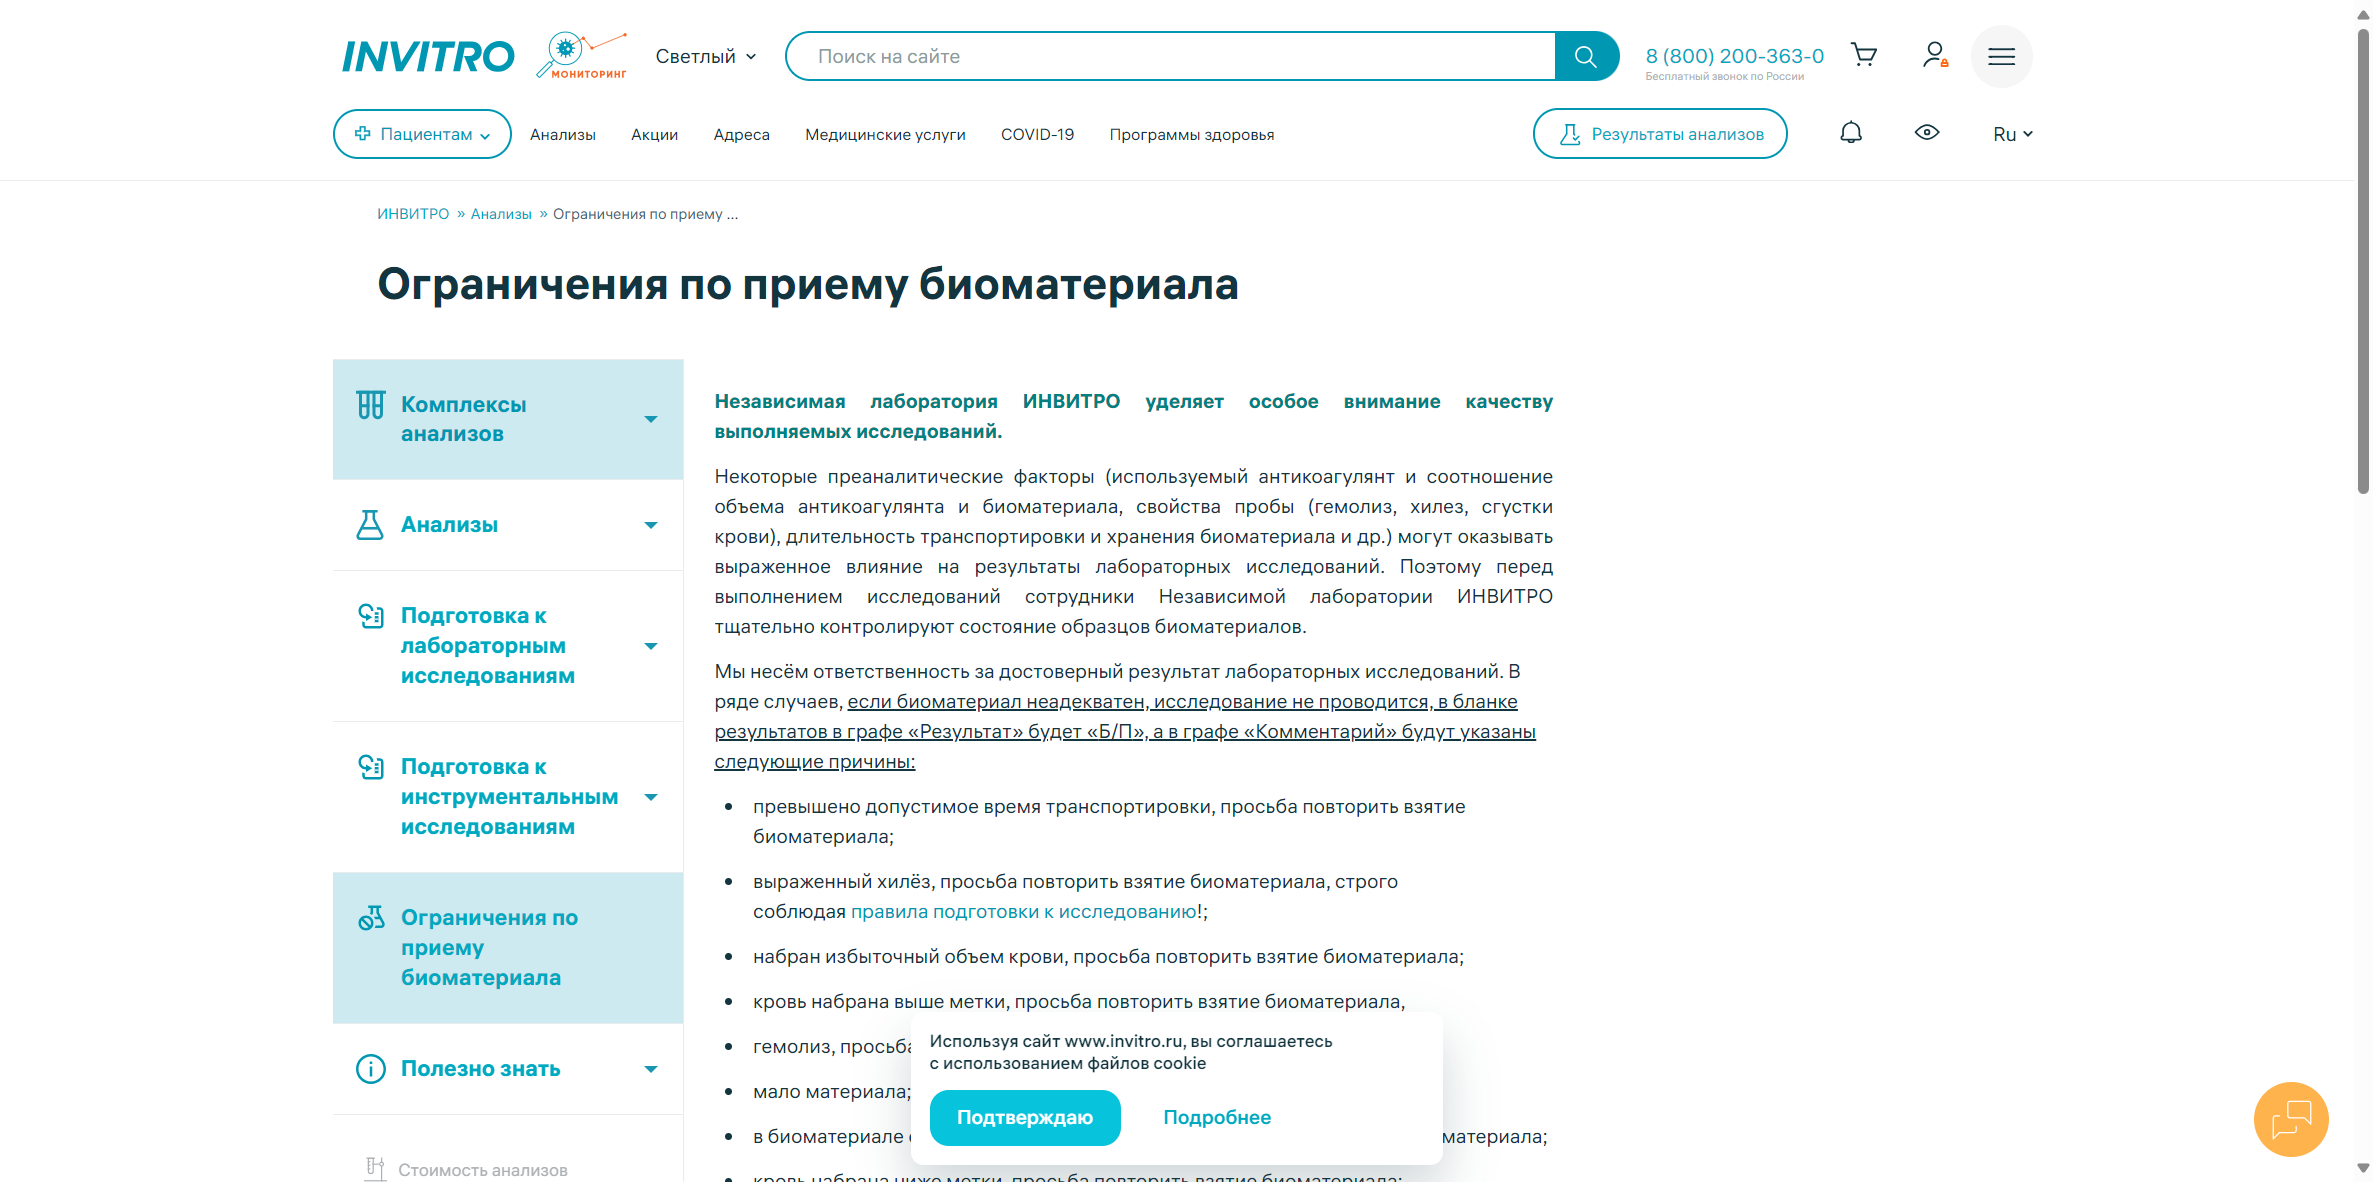 INVITRO
МОНИТОРИНГ
Светлый
Поиск на сайте
8 (800) 200-363-0
Бесплатный звонок по России
Пациентам
Анализы
Акции
Адреса
Медицинские услуги
COVID-19
Программы здоровья
Результаты анализов
Ru
ИНВИТРО » Анализы » Ограничения по приему ...
Ограничения по приему биоматериала
Комплексы
анализов
Анализы
Подготовка к
лабораторным
исследованиям
Подготовка к
инструментальным
исследованиям
Ограничения по
приему
биоматериала
Полезно знать
Стоимость анализов
Независимая лаборатория ИНВИТРО уделяет особое внимание качеству
выполняемых исследований.
Некоторые преаналитические факторы (используемый антикоагулянт и соотношение
объема антикоагулянта и биоматериала, свойства пробы (гемолиз, хилез, сгустки
крови), длительность транспортировки и хранения биоматериала и др.) могут оказывать
выраженное влияние на результаты лабораторных исследований. Поэтому перед
выполнением исследований сотрудники Независимой лаборатории ИНВИТРО
тщательно контролируют состояние образцов биоматериалов.
Мы несём ответственность за достоверный результат лабораторных исследований. В
ряде случаев, если биоматериал неадекватен, исследование не проводится, в бланке
результатов в графе «Результат» будет «Б/П», а в графе «Комментарий» будут указаны
следующие причины:
• превышено допустимое время транспортировки, просьба повторить взятие
биоматериала;
• выраженный хилёз, просьба повторить взятие биоматериала, строго
соблюдая правила подготовки к исследованию!;
• набран избыточный объем крови, просьба повторить взятие биоматериала;
• кровь набрана выше метки, просьба повторить взятие биоматериала,
• гемолиз, просьба
• мало материала;
• в биоматериале материала;
• кровь набрана ниже метки, просьба повторить взятие биоматериала;
Используя сайт www.invitro.ru, вы соглашаетесь
с использованием файлов cookie
Подтверждаю
Подробнее